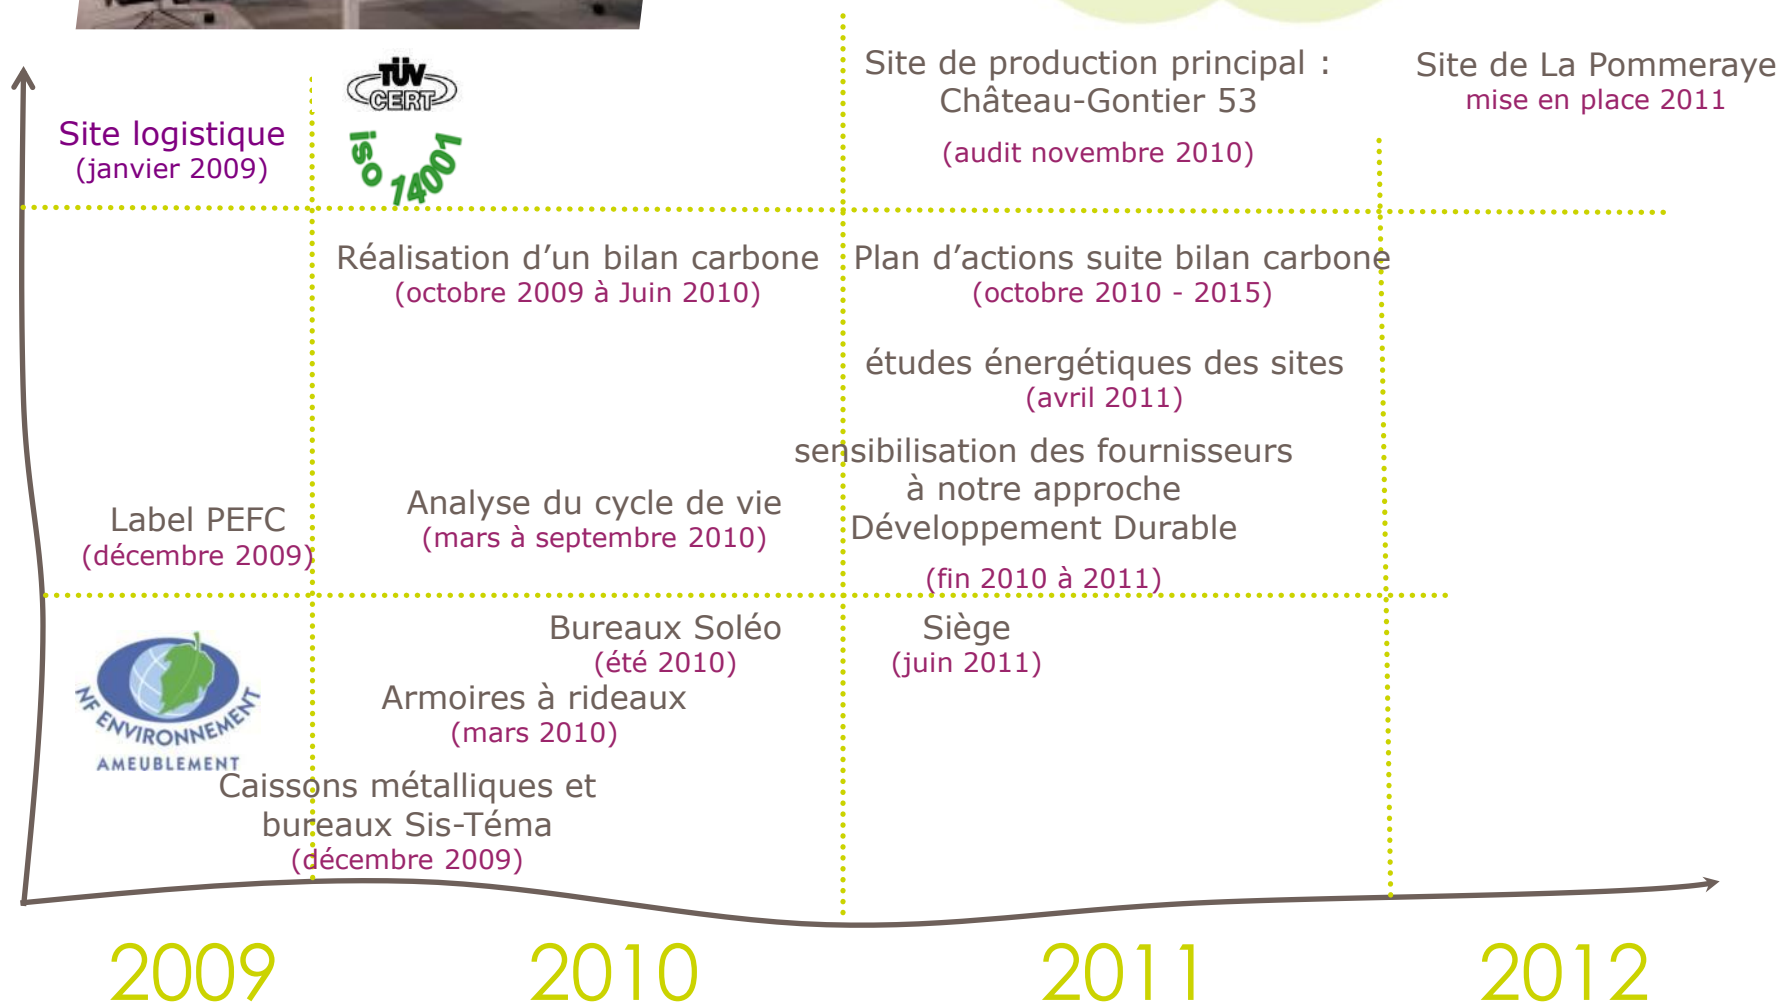 TÜV
CERT
iso 14001
Site logistique
(janvier 2009)
Site de production principal :
Château-Gontier 53
(audit novembre 2010)
Site de La Pommeraye
mise en place 2011
Réalisation d’un bilan carbone
(octobre 2009 à Juin 2010)
Plan d’actions suite bilan carbone
(octobre 2010 - 2015)
études énergétiques des sites
(avril 2011)
sensibilisation des fournisseurs
à notre approche
Développement Durable
(fin 2010 à 2011)
Label PEFC
(décembre 2009)
Analyse du cycle de vie
(mars à septembre 2010)
NF ENVIRONNEMENT
AMEUBLEMENT
Bureaux Soléo
(été 2010)
Siège
(juin 2011)
Armoires à rideaux
(mars 2010)
Caissons métalliques et
bureaux Sis-Téma
(décembre 2009)
2009
2010
2011
2012